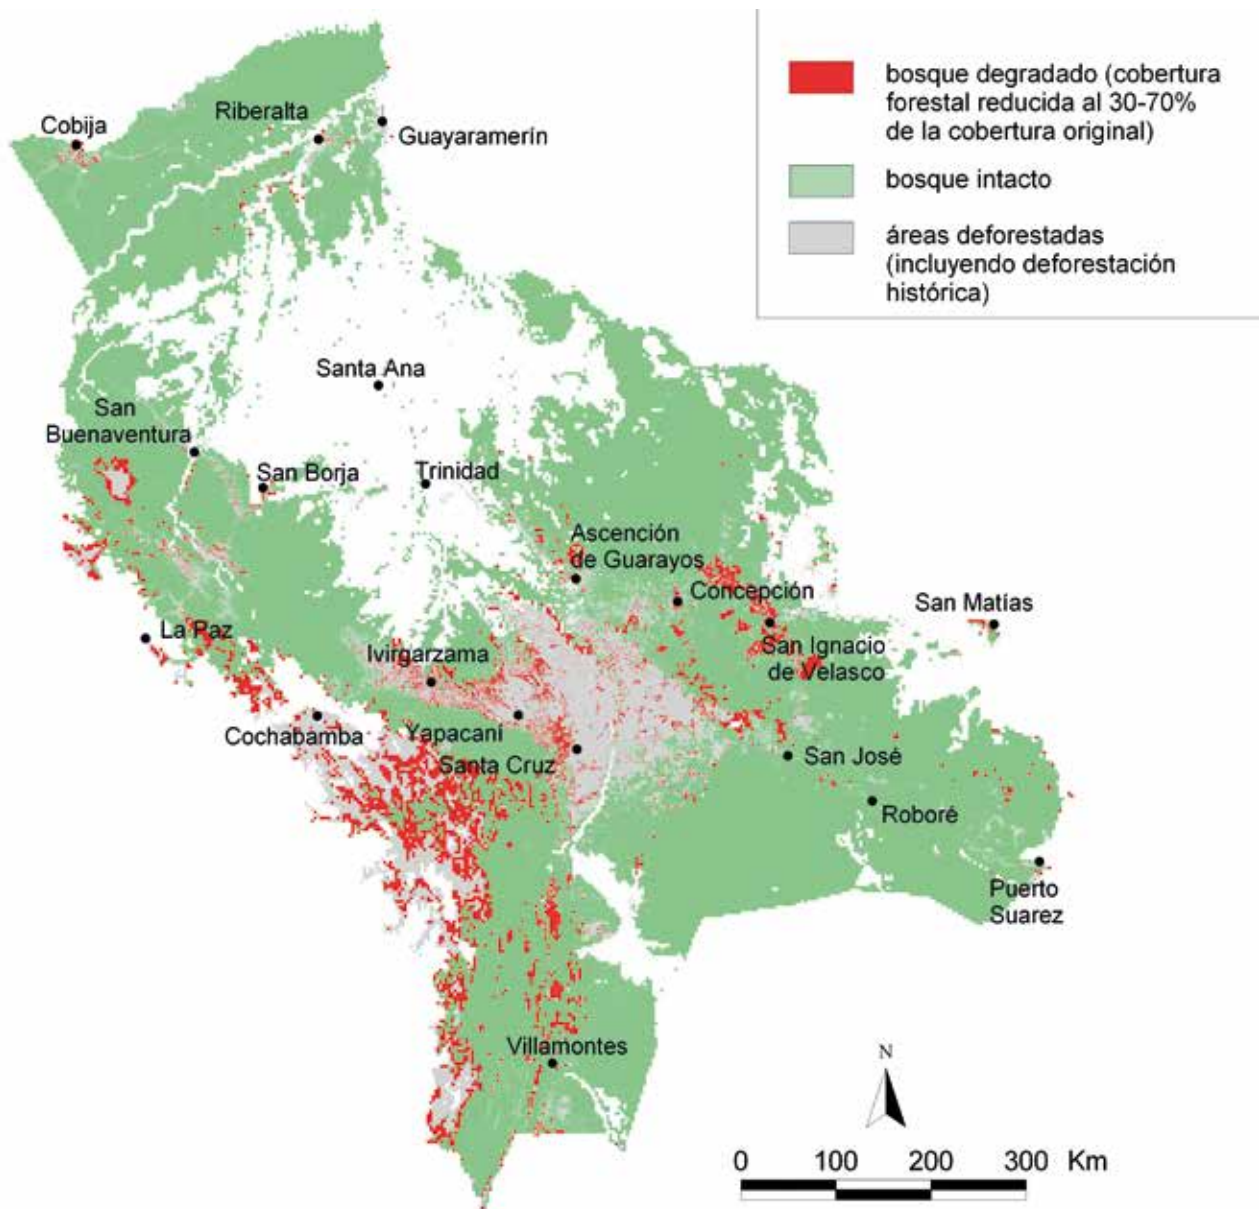 bosque degradado (cobertura
forestal reducida al 30-70%
de la cobertura original)
bosque intacto
áreas deforestadas
(incluyendo deforestación
histórica)
Cobija
Riberalta
Guayaramerín
Santa Ana
San
Buenaventura
San Borja
Trinidad
Ascención
de Guarayos
Concepción
San Matías
La Paz
Ivirgarzama
San Ignacio
de Velasco
Cochabamba
Yapacaní
Santa Cruz
San José
Roboré
Puerto
Suarez
Villamontes
N
0 100 200 300 Km